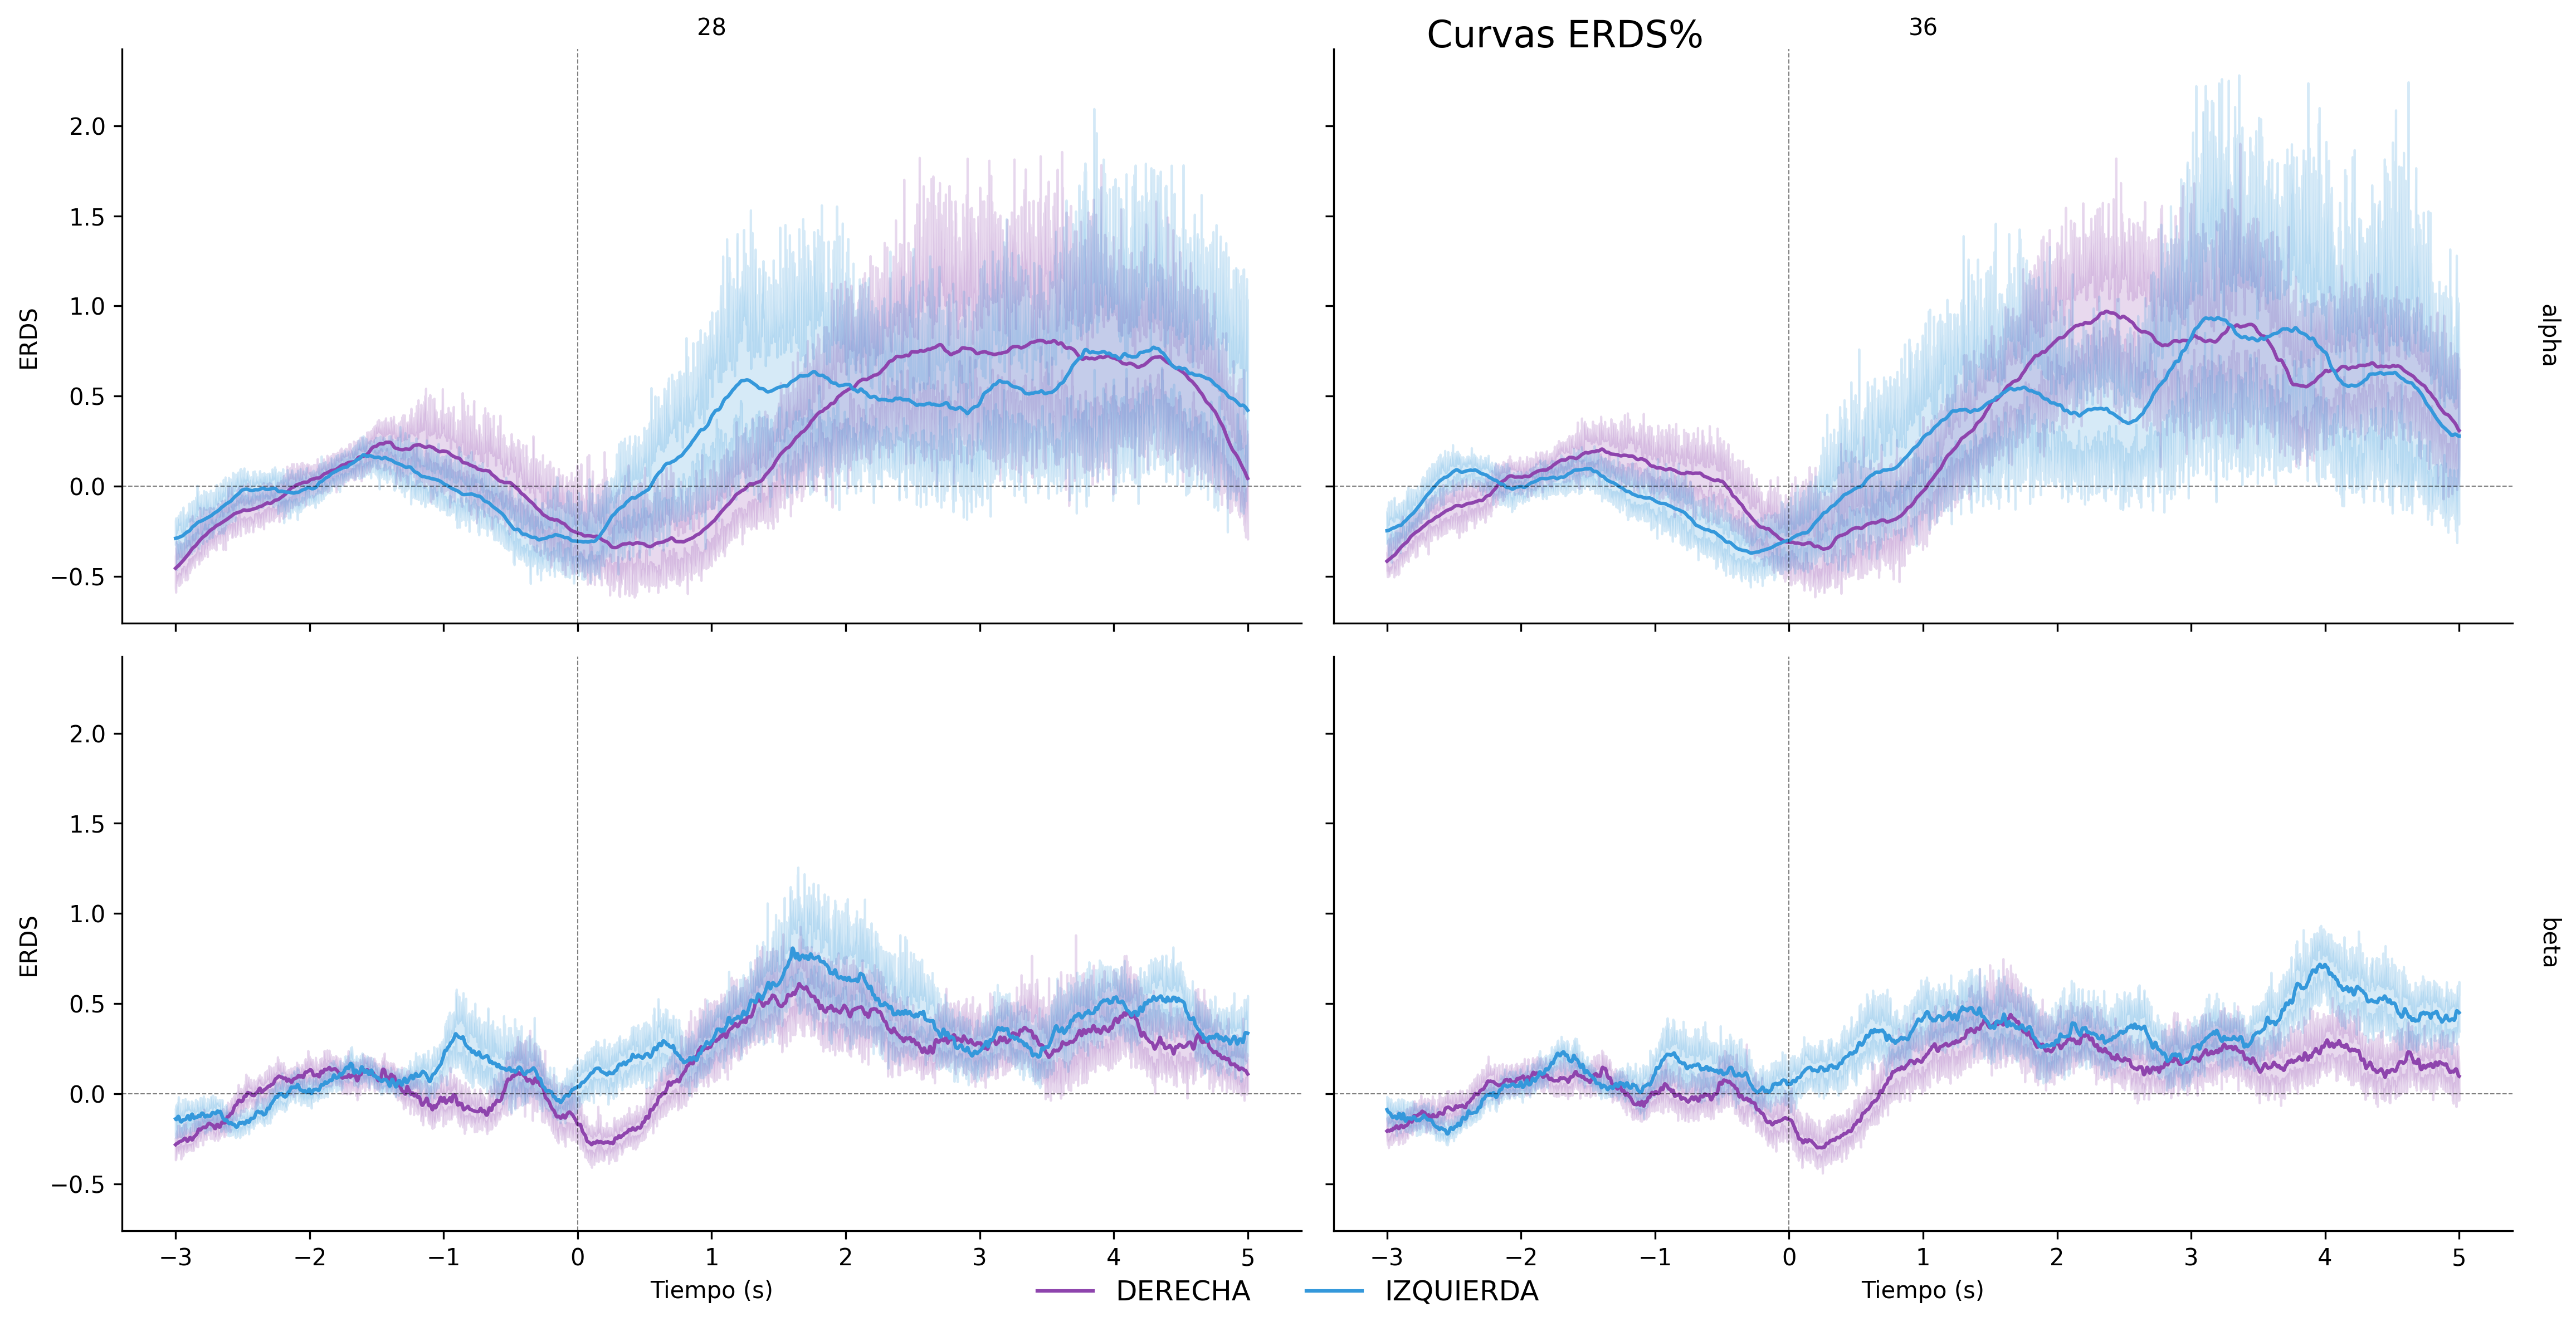 28
Curvas ERDS%
36
ERDS
2.0
1.5
1.0
0.5
0.0
−0.5
alpha
ERDS
2.0
1.5
1.0
0.5
0.0
−0.5
beta
−3 −2 −1 0 1 2 3 4 5
−3 −2 −1 0 1 2 3 4 5
Tiempo (s)
Tiempo (s)
DERECHA
IZQUIERDA